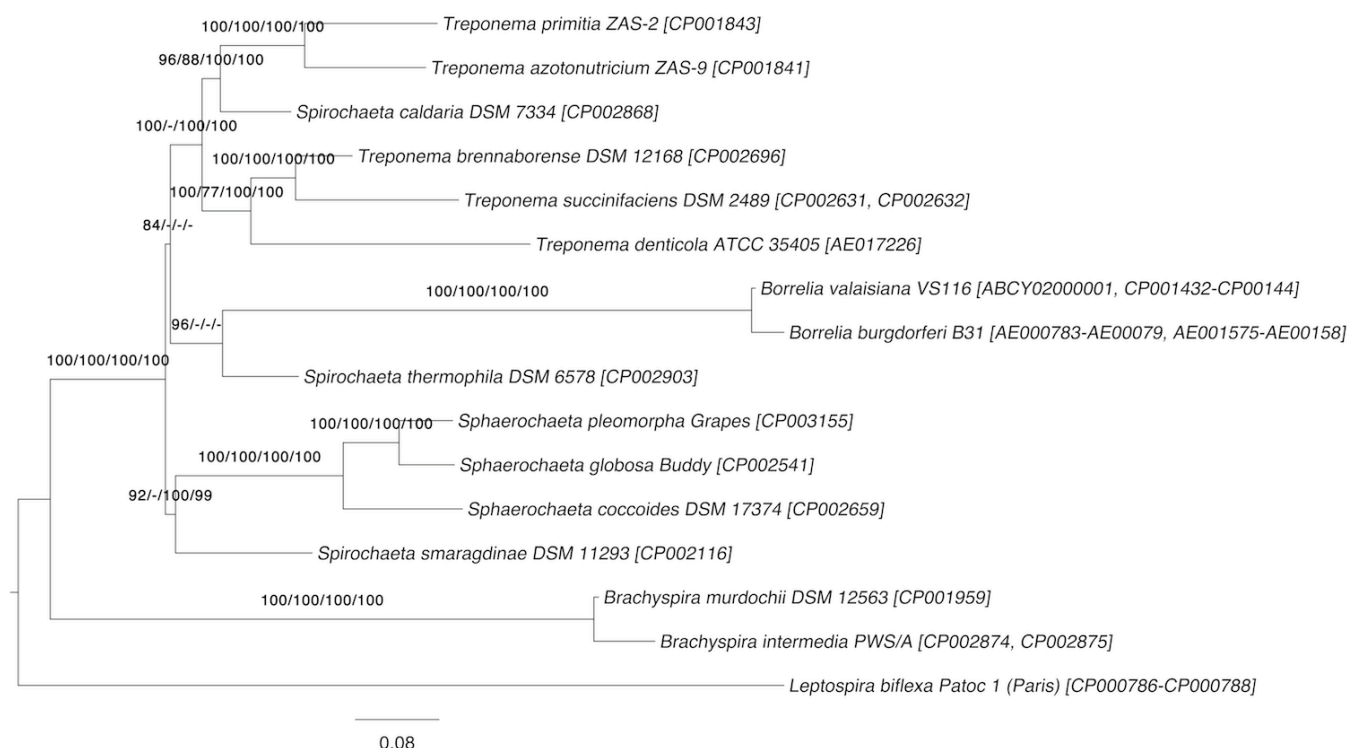 100/100/100/100
Treponema primitia ZAS-2 [CP001843]
96/88/100/100
Treponema azotonutricium ZAS-9 [CP001841]
Spirochaeta caldaria DSM 7334 [CP002868]
100/-/100/100
100/100/100/100
Treponema brennaborense DSM 12168 [CP002696]
100/77/100/100
Treponema succinifaciens DSM 2489 [CP002631, CP002632]
84/-/-/-
Treponema denticola ATCC 35405 [AE017226]
100/100/100/100
Borrelia valaisiana VS116 [ABCY02000001, CP001432-CP00144]
96/-/-/-
Borrelia burgdorferi B31 [AE000783-AE00079, AE001575-AE00158]
100/100/100/100
Spirochaeta thermophila DSM 6578 [CP002903]
100/100/100/100
Sphaerochaeta pleomorpha Grapes [CP003155]
100/100/100/100
Sphaerochaeta globosa Buddy [CP002541]
92/-/100/99
Sphaerochaeta coccoides DSM 17374 [CP002659]
Spirochaeta smaragdinae DSM 11293 [CP002116]
100/100/100/100
Brachyspira murdochii DSM 12563 [CP001959]
Brachyspira intermedia PWS/A [CP002874, CP002875]
Leptospira biflexa Patoc 1 (Paris) [CP000786-CP000788]
0.08